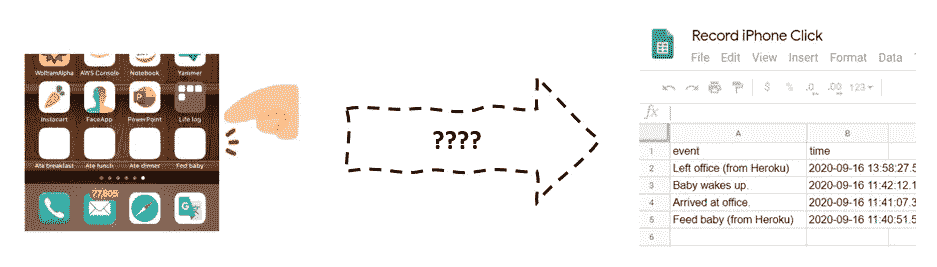 WolframAlpha AWS Console Notebook Yammer
Instacart FaceApp PowerPoint Life log
Ate breakfast Ate lunch Ate dinner Fed baby
77,805
????
Record iPhone Click
File Edit View Insert Format Data
$ % .0 .00 123
fx
A B
1 event time
2 Left office (from Heroku) 2020-09-16 13:58:27.5
3 Baby wakes up. 2020-09-16 11:42:12.1
4 Arrived at office. 2020-09-16 11:41:07.3
5 Feed baby (from Heroku) 2020-09-16 11:40:51.5
6